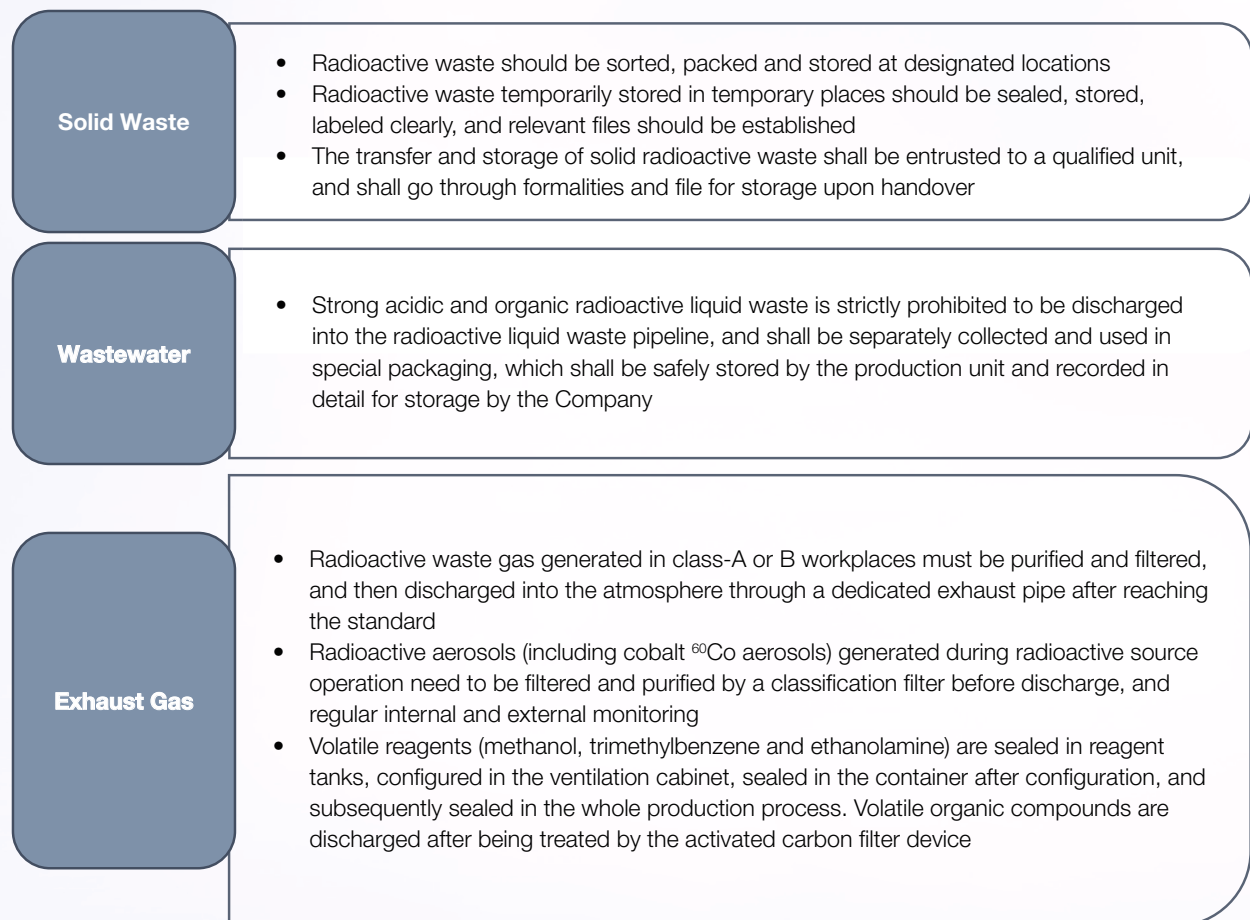 Solid Waste
• Radioactive waste should be sorted, packed and stored at designated locations
• Radioactive waste temporarily stored in temporary places should be sealed, stored,
labeled clearly, and relevant files should be established
• The transfer and storage of solid radioactive waste shall be entrusted to a qualified unit,
and shall go through formalities and file for storage upon handover
Wastewater
• Strong acidic and organic radioactive liquid waste is strictly prohibited to be discharged
into the radioactive liquid waste pipeline, and shall be separately collected and used in
special packaging, which shall be safely stored by the production unit and recorded in
detail for storage by the Company
Exhaust Gas
• Radioactive waste gas generated in class-A or B workplaces must be purified and filtered,
and then discharged into the atmosphere through a dedicated exhaust pipe after reaching
the standard
• Radioactive aerosols (including cobalt ⁶⁰Co aerosols) generated during radioactive source
operation need to be filtered and purified by a classification filter before discharge, and
regular internal and external monitoring
• Volatile reagents (methanol, trimethylbenzene and ethanolamine) are sealed in reagent
tanks, configured in the ventilation cabinet, sealed in the container after configuration, and
subsequently sealed in the whole production process. Volatile organic compounds are
discharged after being treated by the activated carbon filter device